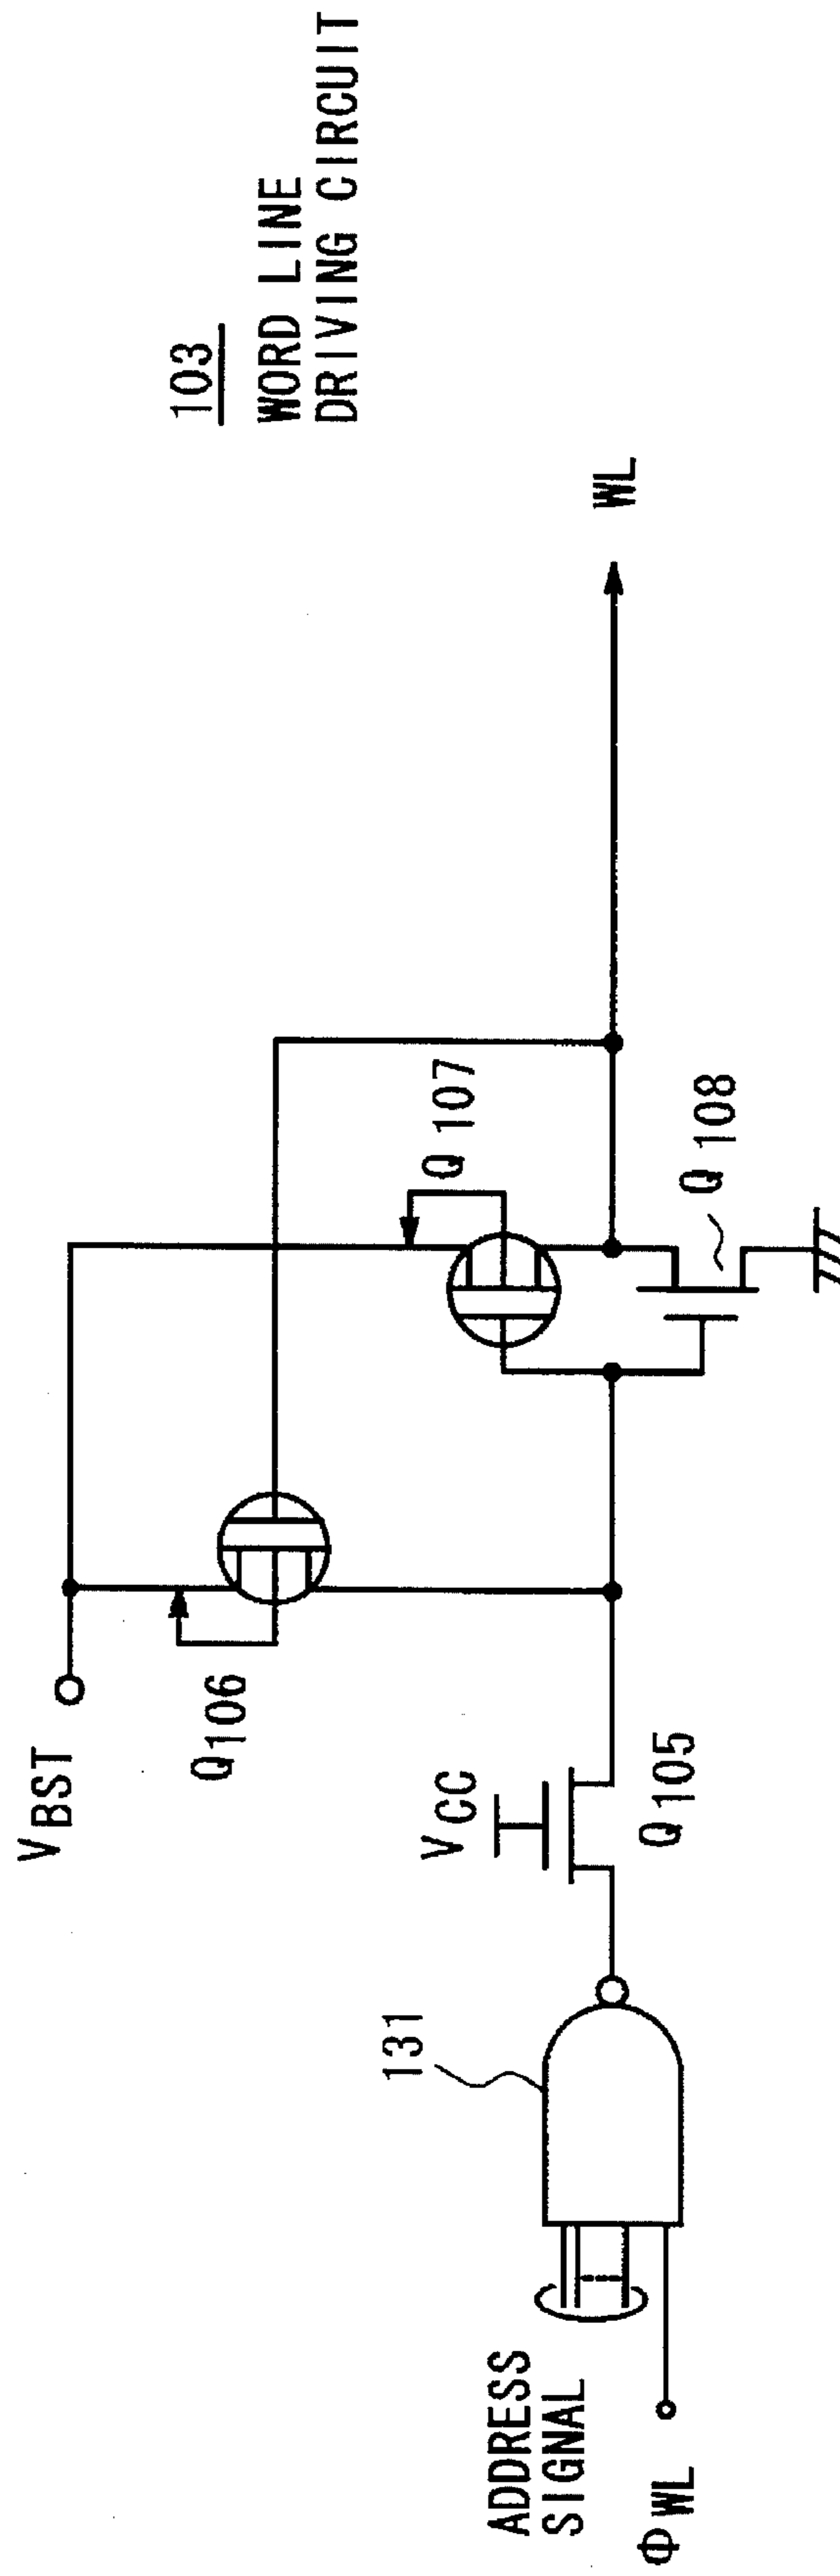 103
WORD LINE
DRIVING CIRCUIT
VBST
Q106
Q107
VCC
Q105
Q108
WL
131
ADDRESS
SIGNAL
ΦWL